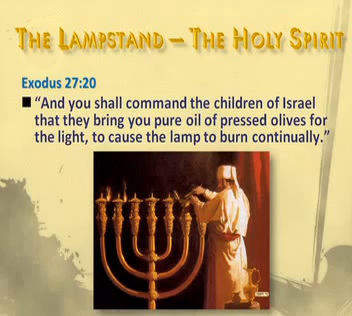 The Lampstand – The Holy Spirit
Exodus 27:20
"And you shall command the children of Israel
that they bring you pure oil of pressed olives for
the light, to cause the lamp to burn continually."